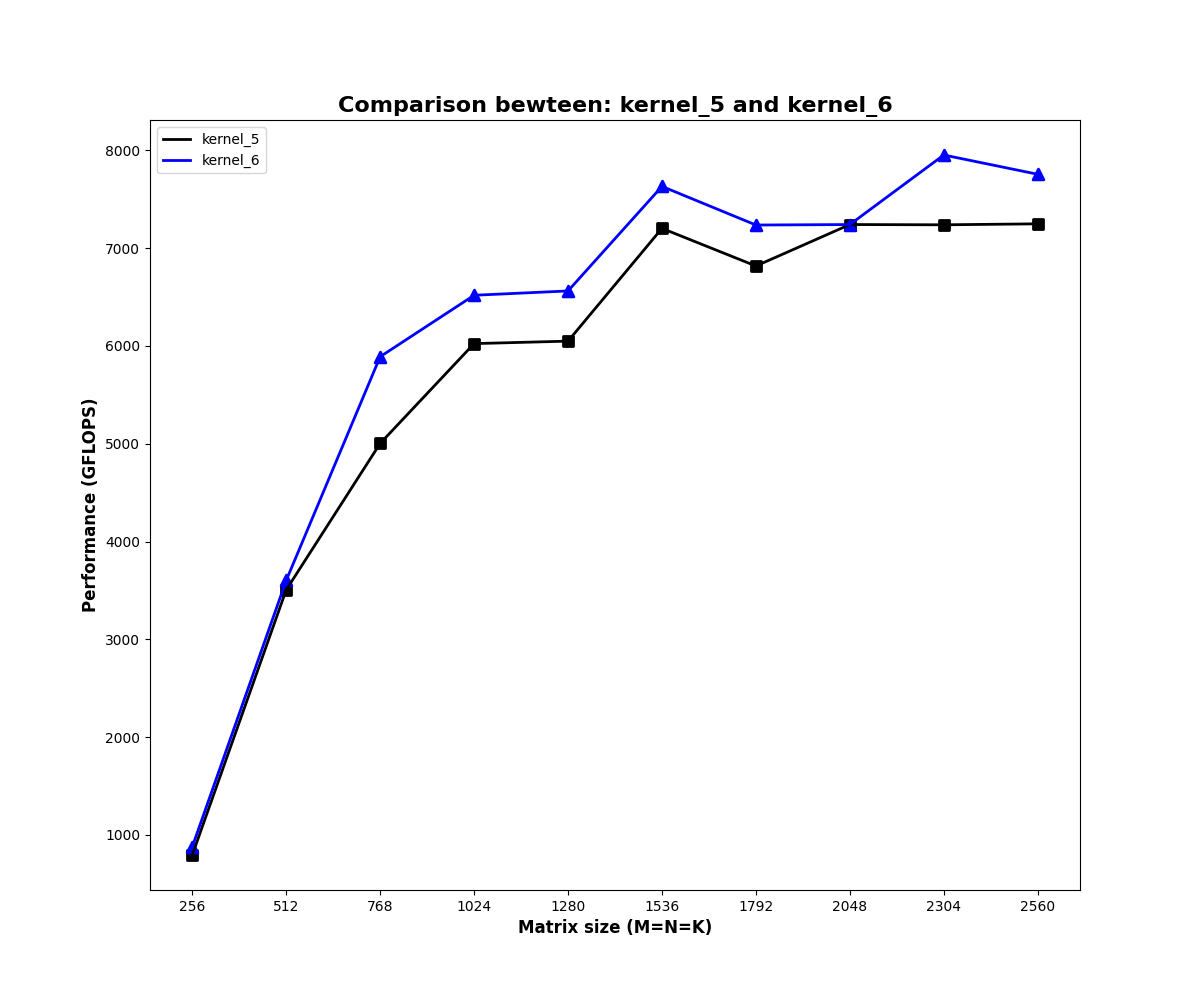 Comparison bewteen: kernel_5 and kernel_6
kernel_5
kernel_6
8000
7000
6000
5000
4000
3000
2000
1000
Performance (GFLOPS)
256 512 768 1024 1280 1536 1792 2048 2304 2560
Matrix size (M=N=K)